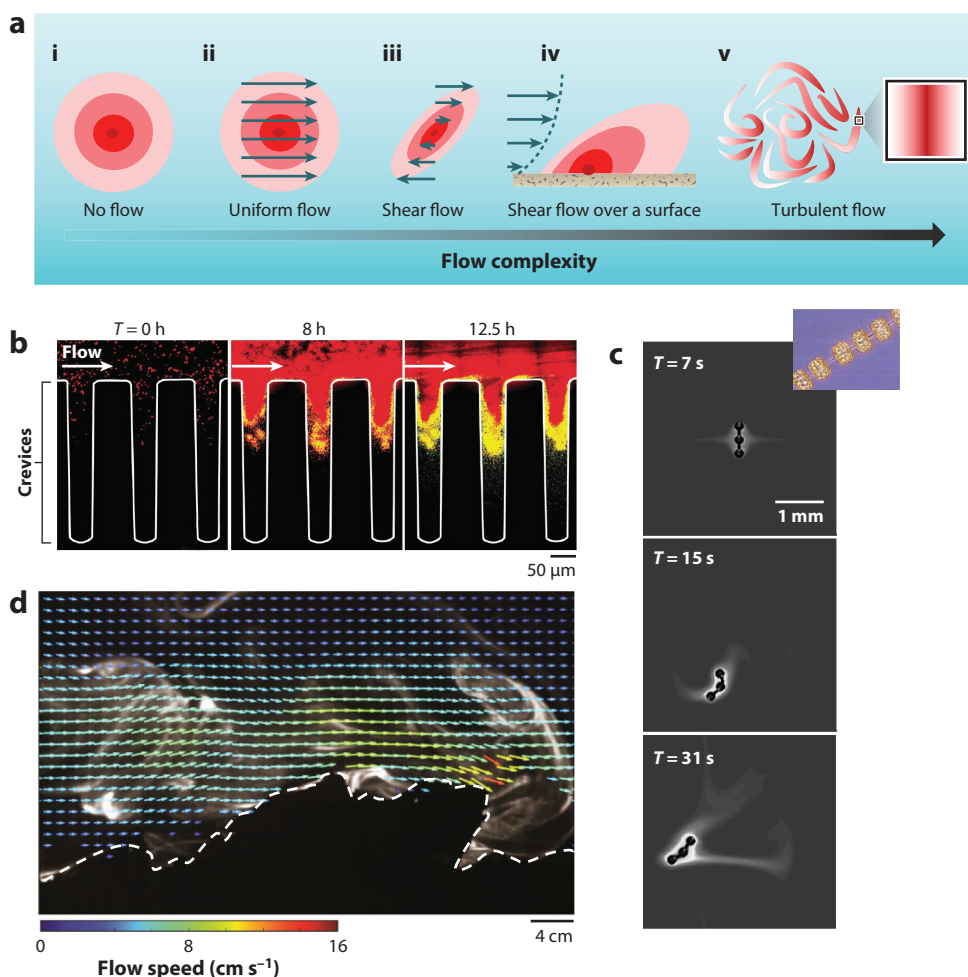 a
i
ii
iii
iv
v
No flow
Uniform flow
Shear flow
Shear flow over a surface
Turbulent flow
Flow complexity
b
T = 0 h
8 h
12.5 h
Flow
Crevices
50 μm
c
T = 7 s
1 mm
T = 15 s
T = 31 s
d
0
8
16
Flow speed (cm s⁻¹)
4 cm